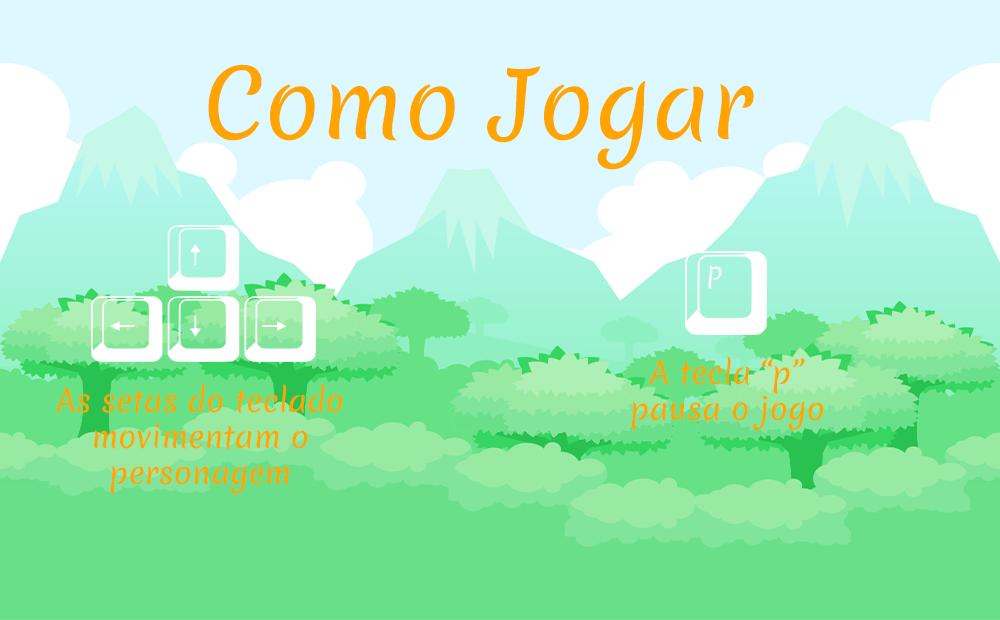 Como Jogar
↑
← ↓ →
p
As setas do teclado
movimentam o
personagem
A tecla “p”
pausa o jogo